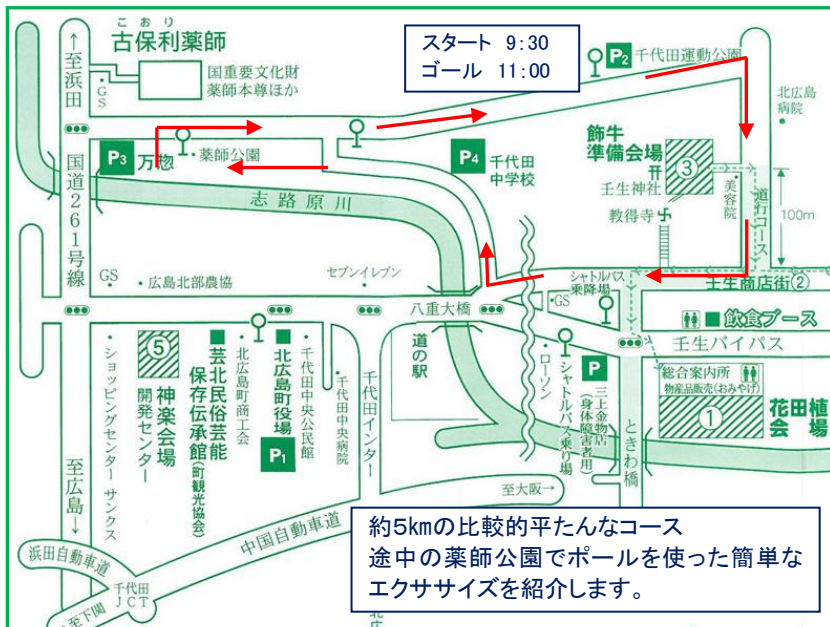 こおり
古保利薬師
国重要文化財
薬師本尊ほか
↑至浜田
GS
スタート 9:30
ゴール 11:00
P2
千代田運動公園
北広島
病院
P3
万惣
薬師公園
P4
千代田
中学校
飾牛
準備会場
③
壬生神社
教得寺
美容院
道行コース
100m
国道261号線
志路原川
GS
広島北部農協
セブンイレブン
八重大橋
シャトルバス
乗降場
GS
壬生商店街②
飲食ブース
壬生バイパス
⑤
神楽会場
開発センター
ショッピングセンター サンクス
芸北民俗芸能
保存伝承館(町観光協会)
北広島町商工会
北広島町役場
P1
千代田中央公民館
千代田中央病院
千代田インター
道の駅
ローソン
シャトルバス乗り場
P
三上金物店
(身体障害者用)
総合案内所
物産品販売(おみやげ)
①
花田植
会場
ときわ橋
至広島↓
至大阪→
中国自動車道
浜田自動車道
千代田
JCT
←至下関
北広
約5kmの比較的平たんなコース
途中の薬師公園でポールを使った簡単な
エクササイズを紹介します。